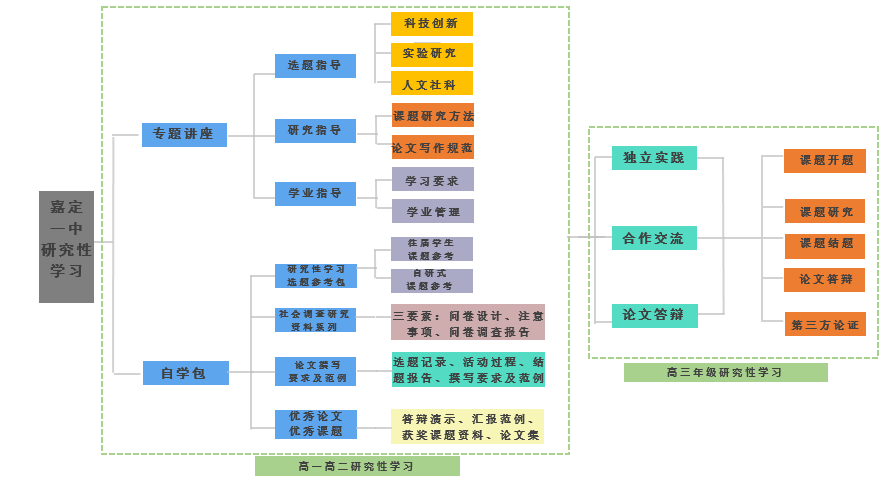 嘉定
一中
研究性
学习
专题讲座
选题指导
科技创新
实验研究
人文社科
研究指导
课题研究方法
论文写作规范
学业指导
学习要求
学业管理
自学包
研究性学习
选题参考包
往届学生
课题参考
自研式
课题参考
社会调查研究
资料系列
三要素：问卷设计、注意
事项、问卷调查报告
论文撰写
要求及范例
选题记录、活动过程、结
题报告、撰写要求及范例
优秀论文
优秀课题
答辩演示、汇报范例、
获奖课题资料、论文集
高一高二研究性学习
独立实践
合作交流
论文答辩
课题开题
课题研究
课题结题
论文答辩
第三方论证
高三年级研究性学习